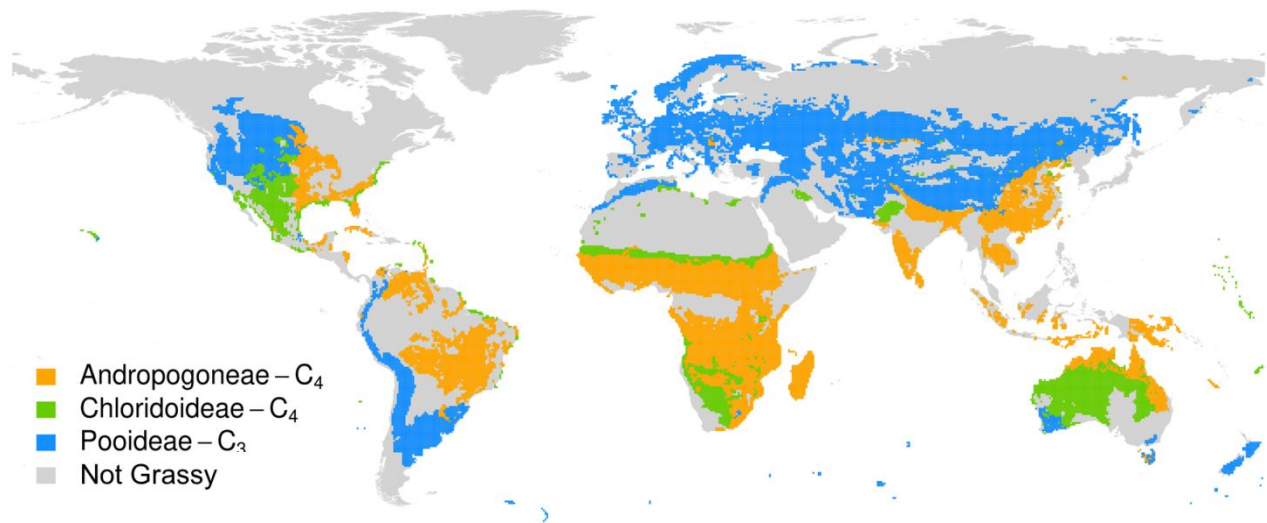 Andropogoneae – C₄
Chloridoideae – C₄
Pooideae – C₃
Not Grassy